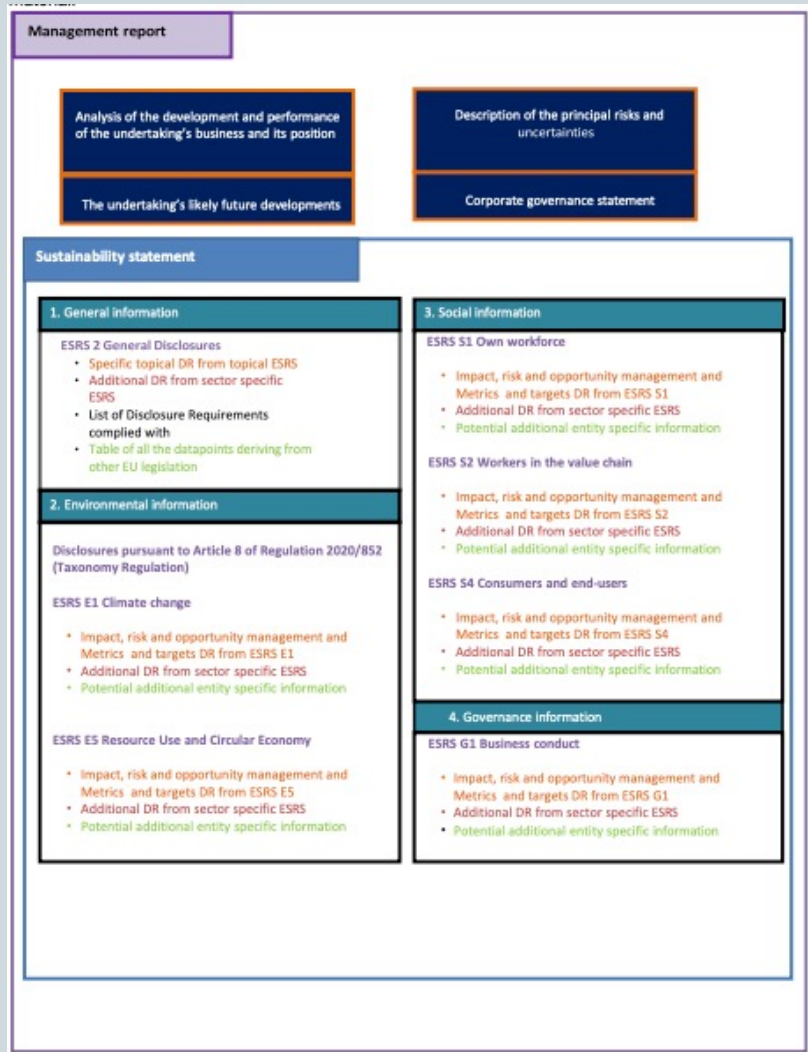 Management report
Analysis of the development and performance
of the undertaking's business and its position
The undertaking's likely future developments
Description of the principal risks and
uncertainties
Corporate governance statement
Sustainability statement
1. General information
ESRS 2 General Disclosures
• Specific topical DR from topical ESRS
• Additional DR from sector specific
ESRS
• List of Disclosure Requirements
complied with
• Table of all the datapoints deriving from
other EU legislation
2. Environmental information
Disclosures pursuant to Article 8 of Regulation 2020/852
(Taxonomy Regulation)
ESRS E1 Climate change
• Impact, risk and opportunity management and
Metrics and targets DR from ESRS E1
• Additional DR from sector specific ESRS
• Potential additional entity specific information
ESRS E5 Resource Use and Circular Economy
• Impact, risk and opportunity management and
Metrics and targets DR from ESRS E5
• Additional DR from sector specific ESRS
• Potential additional entity specific information
3. Social information
ESRS S1 Own workforce
• Impact, risk and opportunity management and
Metrics and targets DR from ESRS S1
• Additional DR from sector specific ESRS
• Potential additional entity specific information
ESRS S2 Workers in the value chain
• Impact, risk and opportunity management and
Metrics and targets DR from ESRS S2
• Additional DR from sector specific ESRS
• Potential additional entity specific information
ESRS S4 Consumers and end-users
• Impact, risk and opportunity management and
Metrics and targets DR from ESRS S4
• Additional DR from sector specific ESRS
• Potential additional entity specific information
4. Governance information
ESRS G1 Business conduct
• Impact, risk and opportunity management and
Metrics and targets DR from ESRS G1
• Additional DR from sector specific ESRS
• Potential additional entity specific information